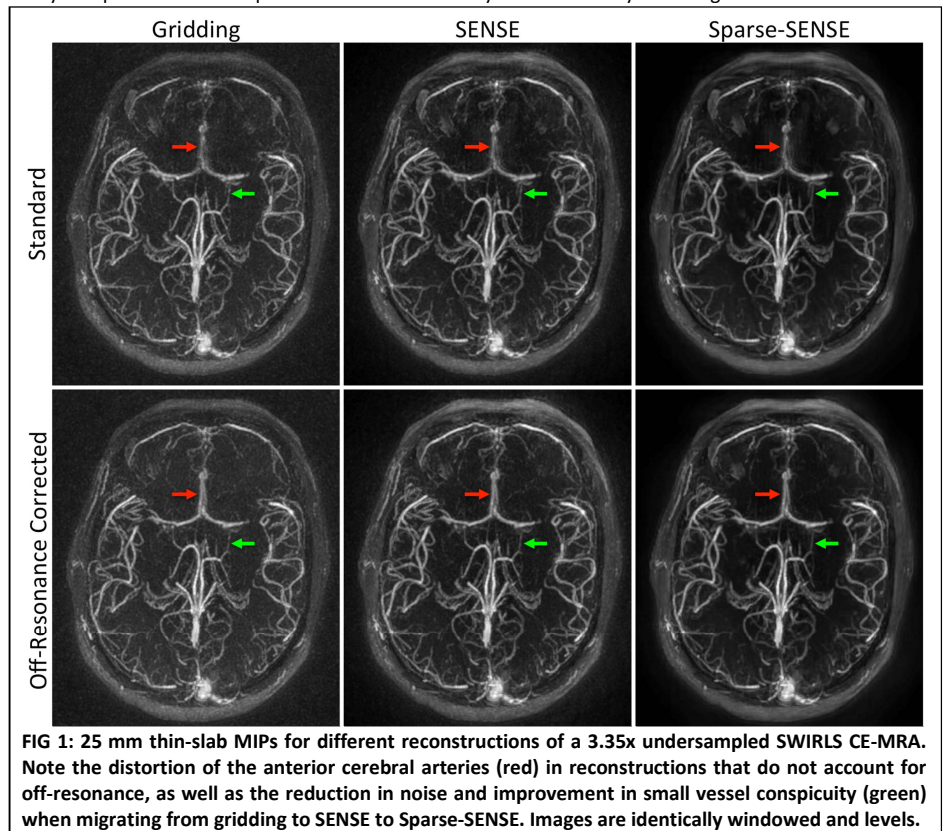 Gridding SENSE Sparse-SENSE
Standard
Off-Resonance Corrected
FIG 1: 25 mm thin-slab MIPs for different reconstructions of a 3.35x undersampled SWIRLS CE-MRA.
Note the distortion of the anterior cerebral arteries (red) in reconstructions that do not account for
off-resonance, as well as the reduction in noise and improvement in small vessel conspicuity (green)
when migrating from gridding to SENSE to Sparse-SENSE. Images are identically windowed and levels.